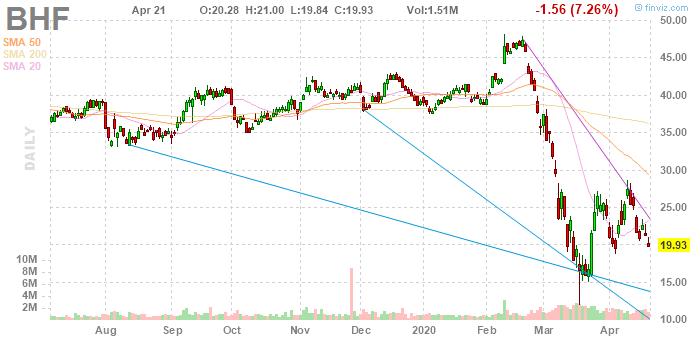 BHF Apr 21 O:20.28 H:21.00 L:19.84 C:19.93 Vol:1.51M -1.56 (7.26%) © finviz.com
SMA 50
SMA 200
SMA 20
DAILY
50.00
45.00
40.00
35.00
30.00
25.00
19.93
15.00
10.00
10M
8M
6M
4M
2M
Aug Sep Oct Nov Dec 2020 Feb Mar Apr